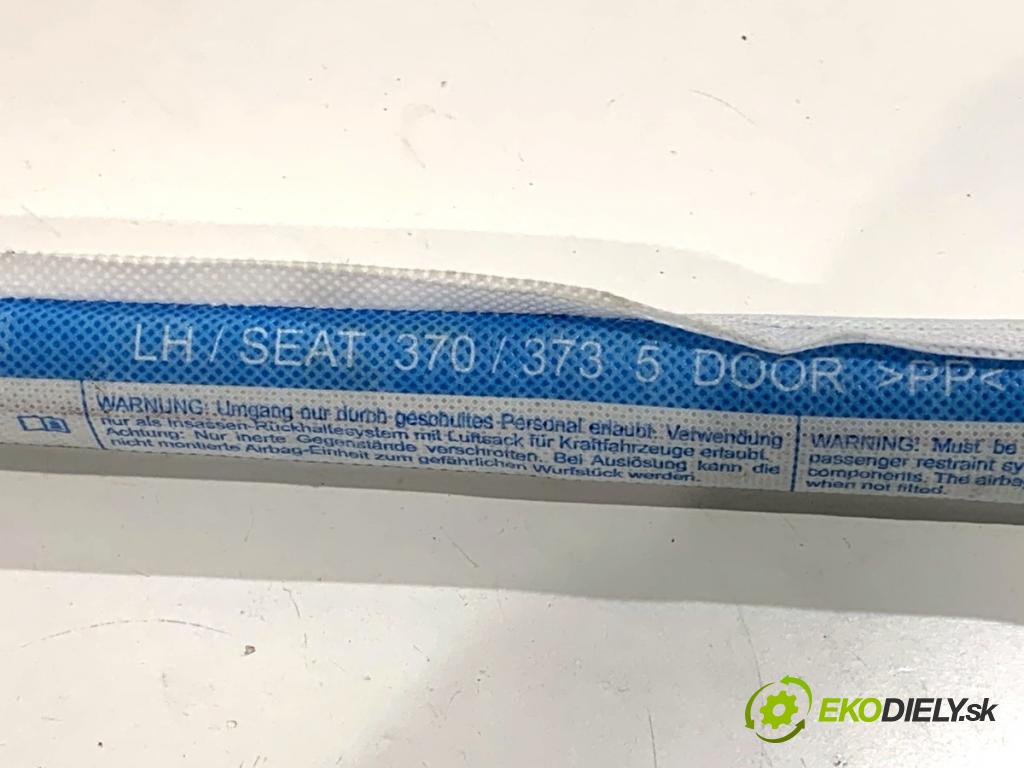 LH / SEAT 370 / 373 5 DOOR >PP<
WARNUNG: Umgang nur durch geschultes Personal erlaubt. Verwendung
nur als Insassen-Rückhaltesystem mit Luftsack für Kraftfahrzeuge erlaubt.
Achtung: Nur inerte Gegenstände verschrotten. Bei Auslösung kann die
nicht montierte Airbag-Einheit zum gefährlichen Wurfstück werden.
WARNING: Must be
passenger restraint sy
components. The airba
when not fitted.
EKODIELY.sk